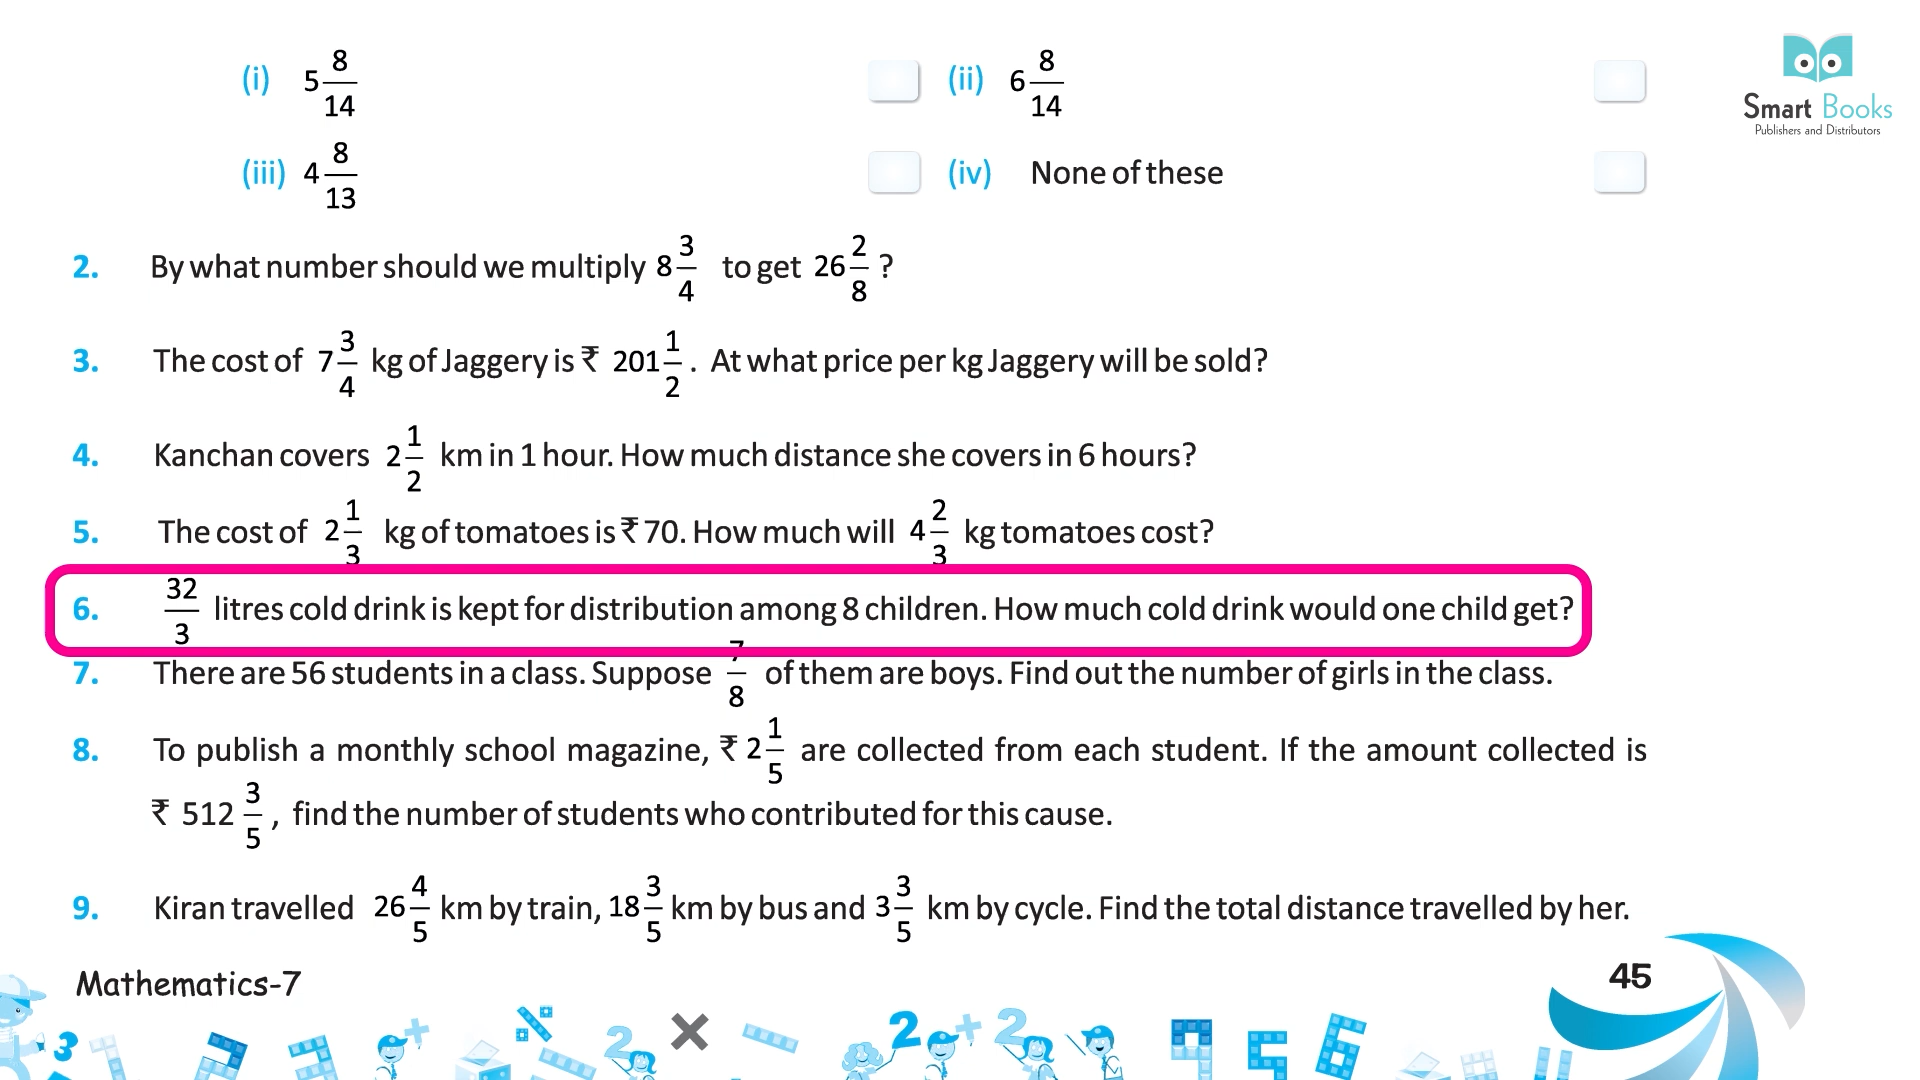 (i) 5 8/14 (ii) 6 8/14
Smart Books
Publishers and Distributors
(iii) 4 8/13 (iv) None of these
2. By what number should we multiply 8 3/4 to get 26 2/8 ?
3. The cost of 7 3/4 kg of Jaggery is ₹ 201 1/2 . At what price per kg Jaggery will be sold?
4. Kanchan covers 2 1/2 km in 1 hour. How much distance she covers in 6 hours?
5. The cost of 2 1/3 kg of tomatoes is ₹ 70. How much will 4 2/3 kg tomatoes cost?
6. 32/3 litres cold drink is kept for distribution among 8 children. How much cold drink would one child get?
7. There are 56 students in a class. Suppose 7/8 of them are boys. Find out the number of girls in the class.
8. To publish a monthly school magazine, ₹ 2 1/5 are collected from each student. If the amount collected is
₹ 512 3/5 , find the number of students who contributed for this cause.
9. Kiran travelled 26 4/5 km by train, 18 3/5 km by bus and 3 3/5 km by cycle. Find the total distance travelled by her.
Mathematics-7 45